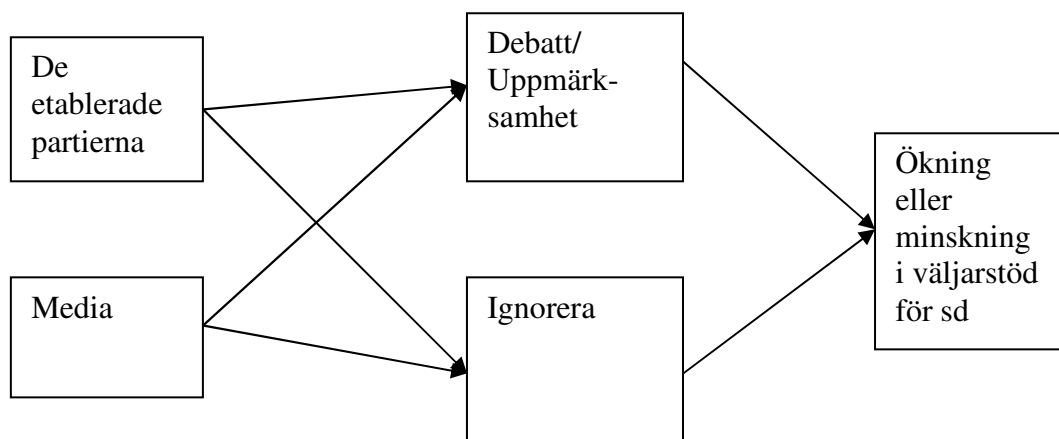 De
etablerade
partierna
Debatt/
Uppmärk-
samhet
Media
Ignorera
Ökning
eller
minskning
i väljarstöd
för sd